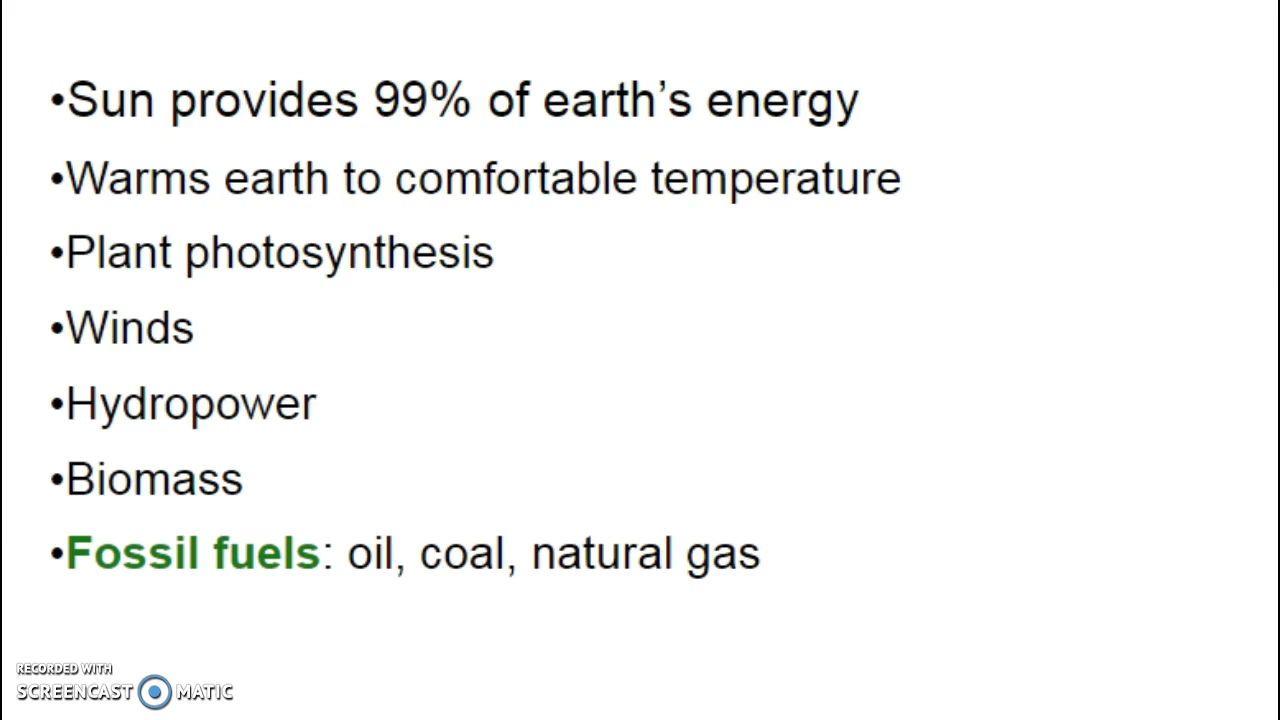 •Sun provides 99% of earth’s energy
•Warms earth to comfortable temperature
•Plant photosynthesis
•Winds
•Hydropower
•Biomass
•Fossil fuels: oil, coal, natural gas
RECORDED WITH
SCREENCAST MATIC